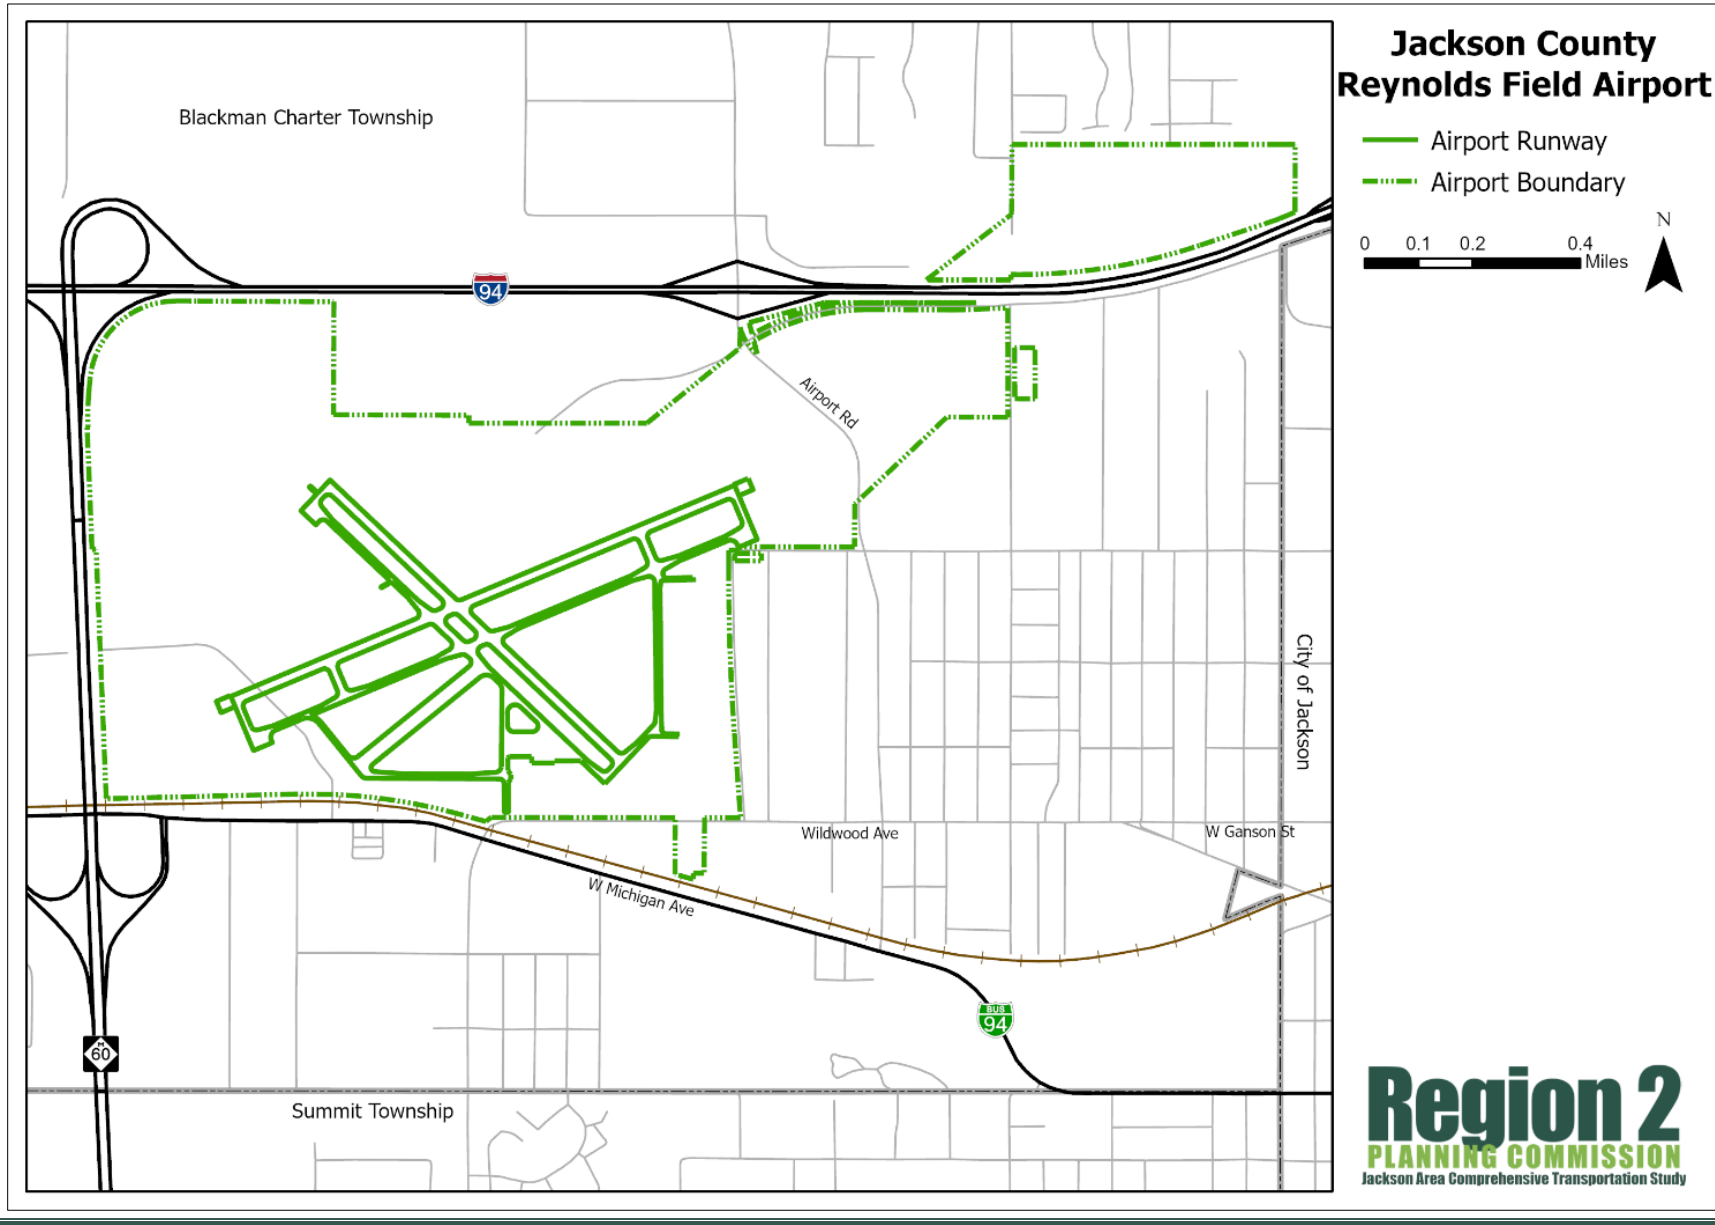 Jackson County
Reynolds Field Airport
Airport Runway
Airport Boundary
N
0 0.1 0.2 0.4
Miles
Blackman Charter Township
94
Airport Rd
City of Jackson
Wildwood Ave
W Ganson St
W Michigan Ave
BUS
94
M
60
Summit Township
Region 2
PLANNING COMMISSION
Jackson Area Comprehensive Transportation Study